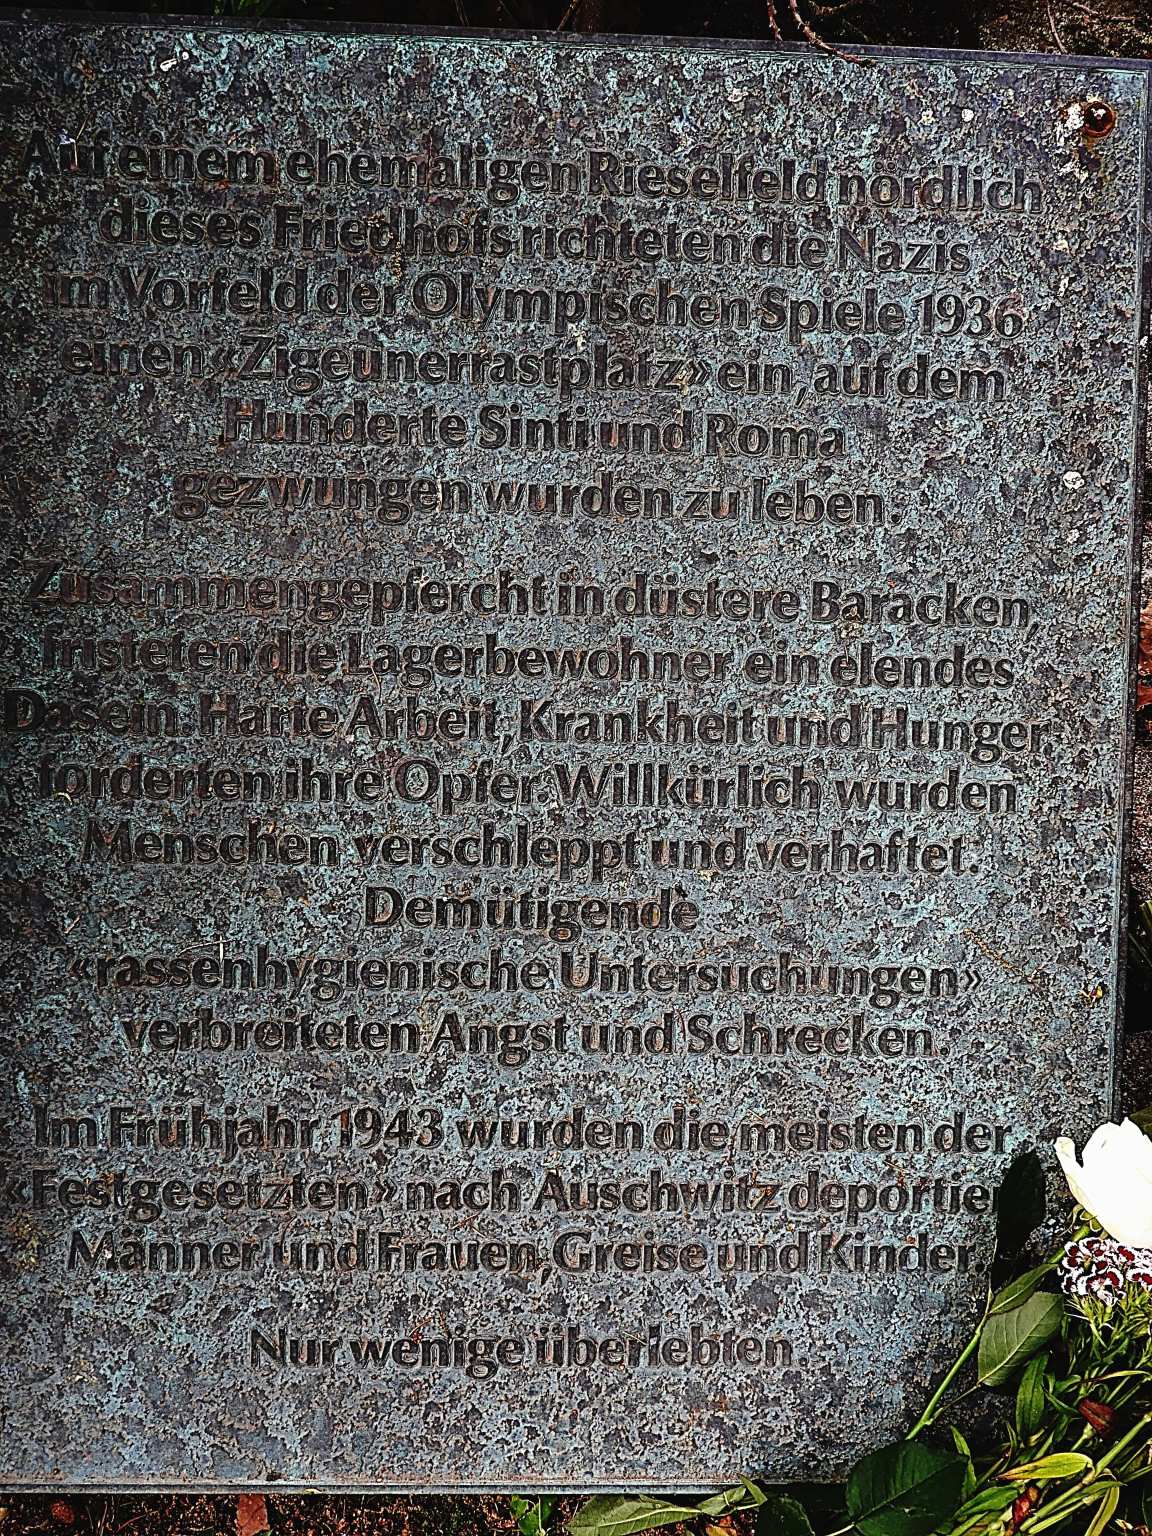 Auf einem ehemaligen Rieselfeld nördlich
dieses Friedhofs richteten die Nazis
im Vorfeld der Olympischen Spiele 1936
einen «Zigeunerrastplatz» ein, auf dem
Hunderte Sinti und Roma
gezwungen wurden zu leben.
Zusammengepfercht in düstere Baracken,
fristeten die Lagerbewohner ein elendes
Dasein. Harte Arbeit, Krankheit und Hunger
forderten ihre Opfer. Willkürlich wurden
Menschen verschleppt und verhaftet.
Demütigende
«rassenhygienische Untersuchungen»
verbreiteten Angst und Schrecken.
Im Frühjahr 1943 wurden die meisten der
«Festgesetzten» nach Auschwitz deportier
Männer und Frauen, Greise und Kinder.
Nur wenige überlebten.